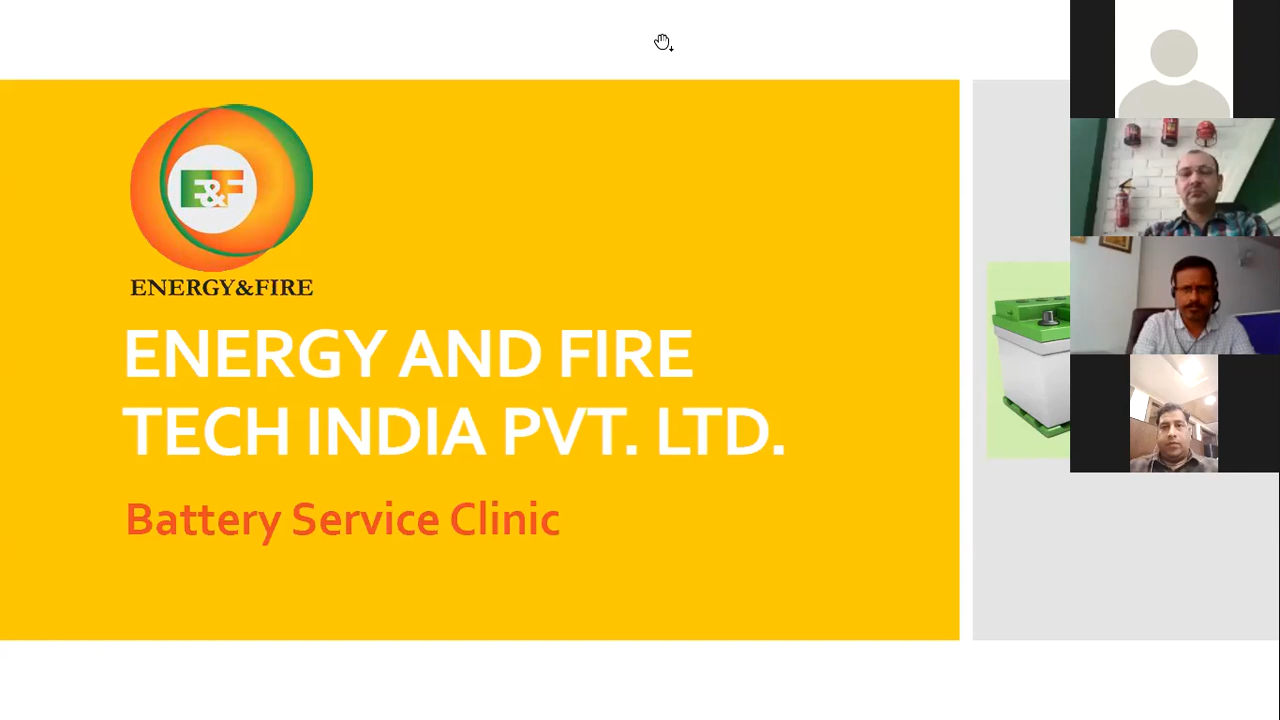 E&F
ENERGY&FIRE
ENERGY AND FIRE
TECH INDIA PVT. LTD.
Battery Service Clinic